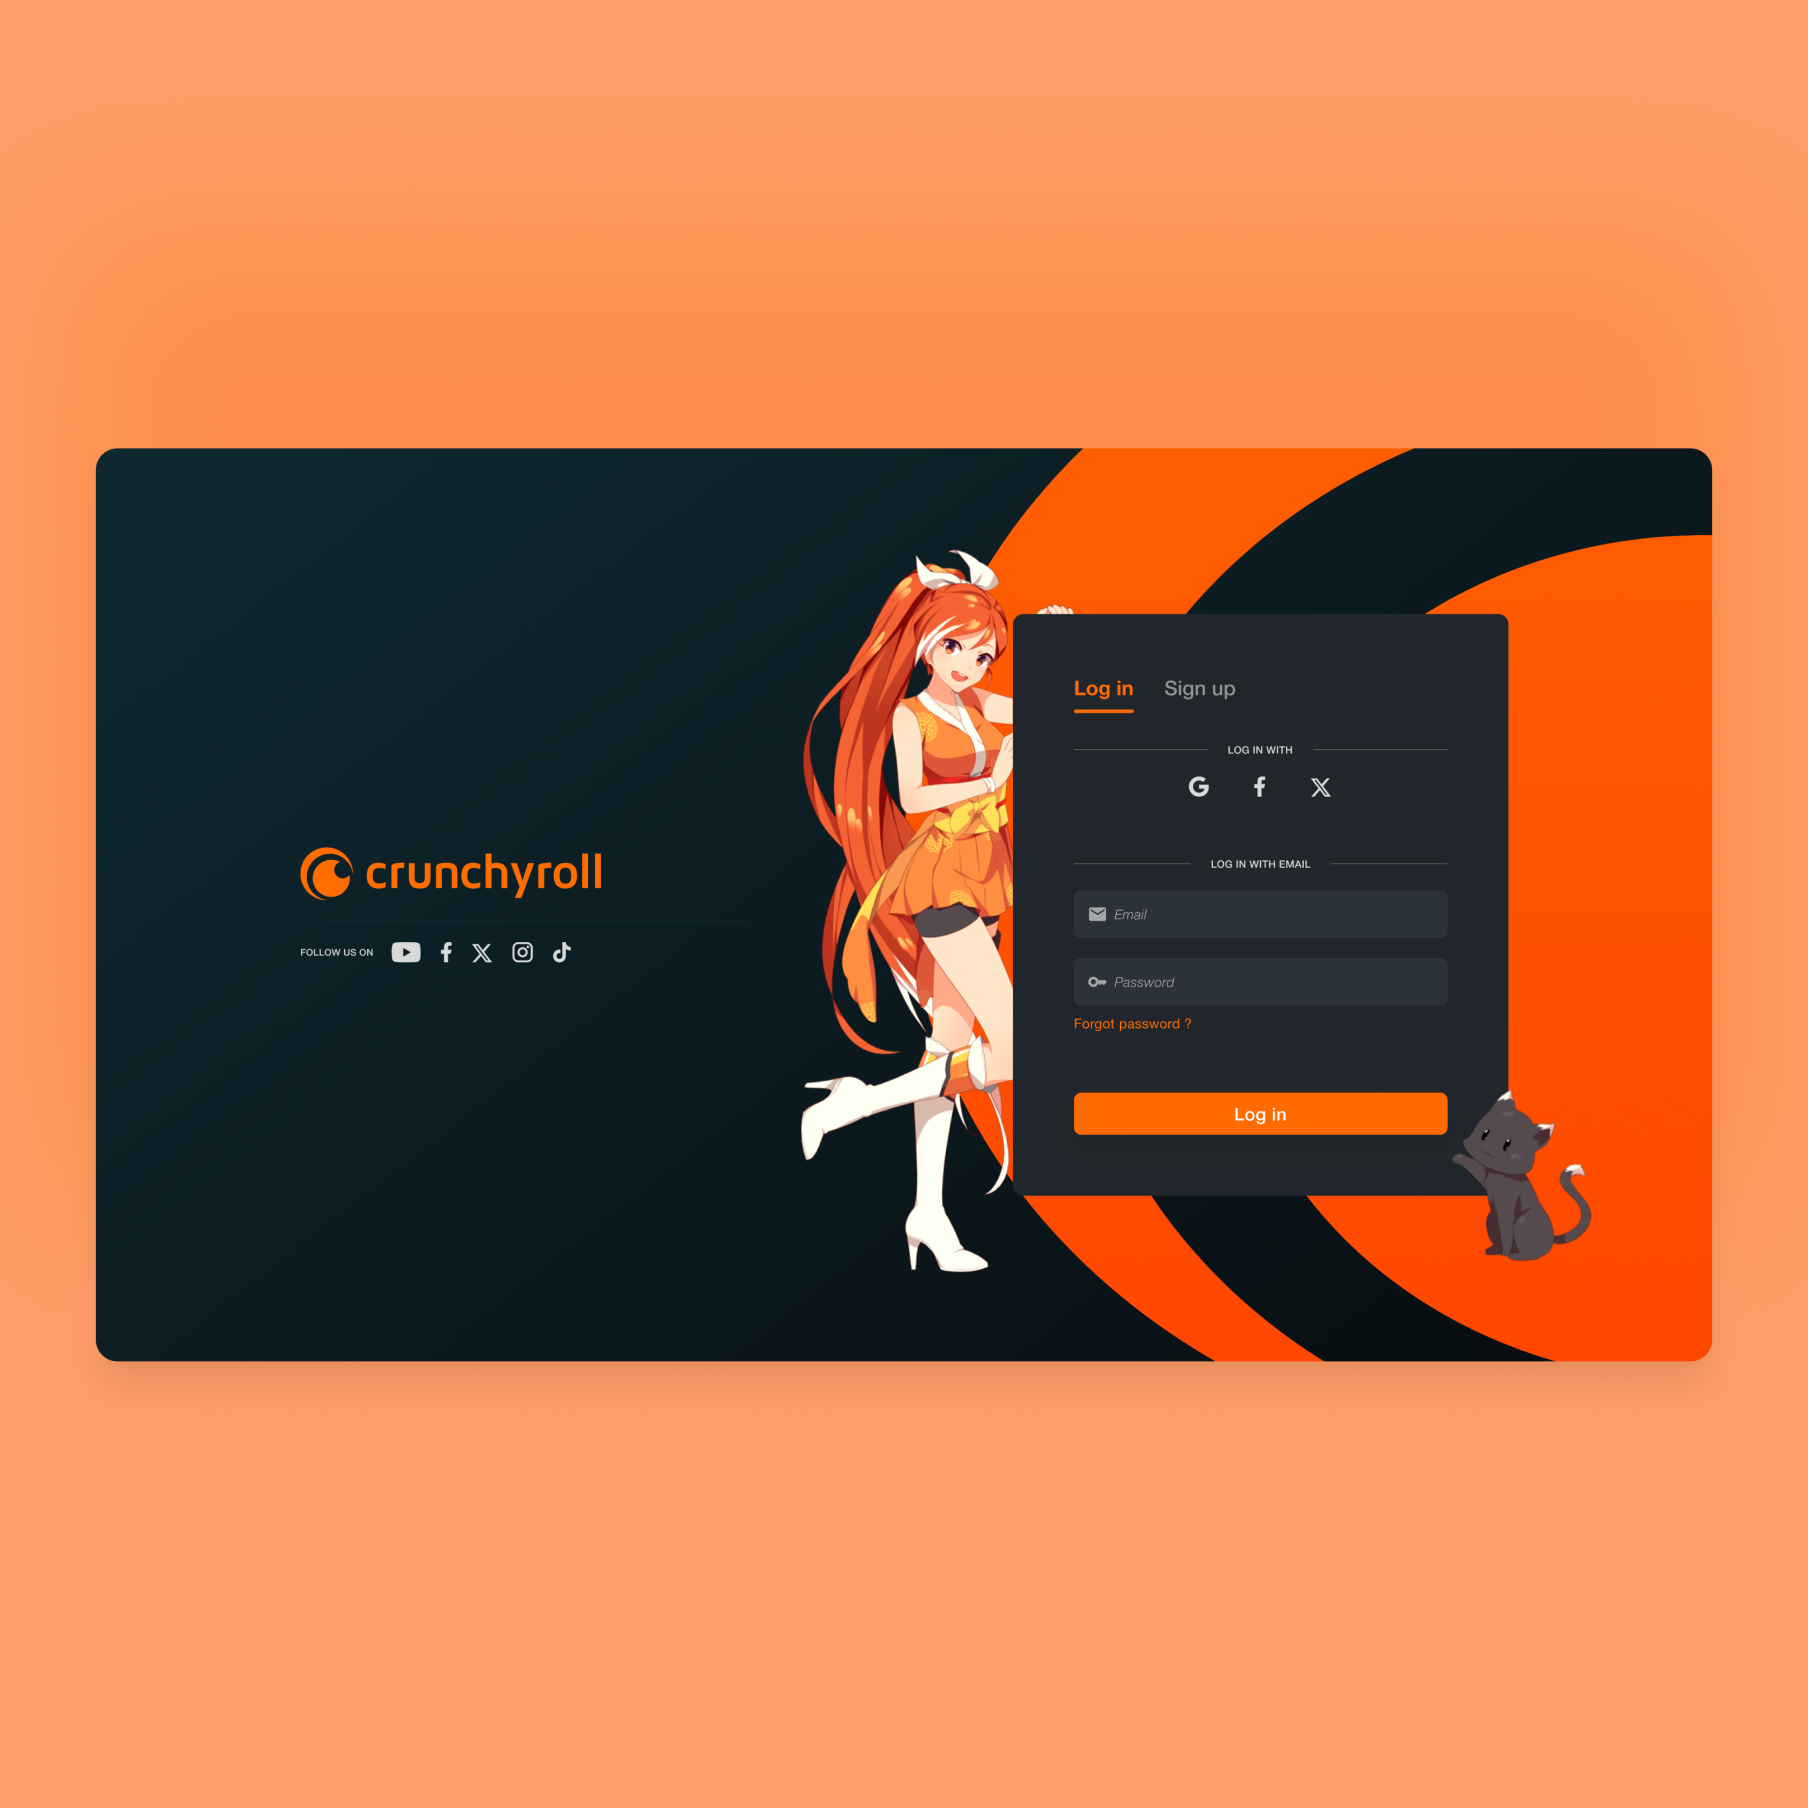 crunchyroll
FOLLOW US ON
Log in
Sign up
LOG IN WITH
LOG IN WITH EMAIL
Email
Password
Forgot password ?
Log in